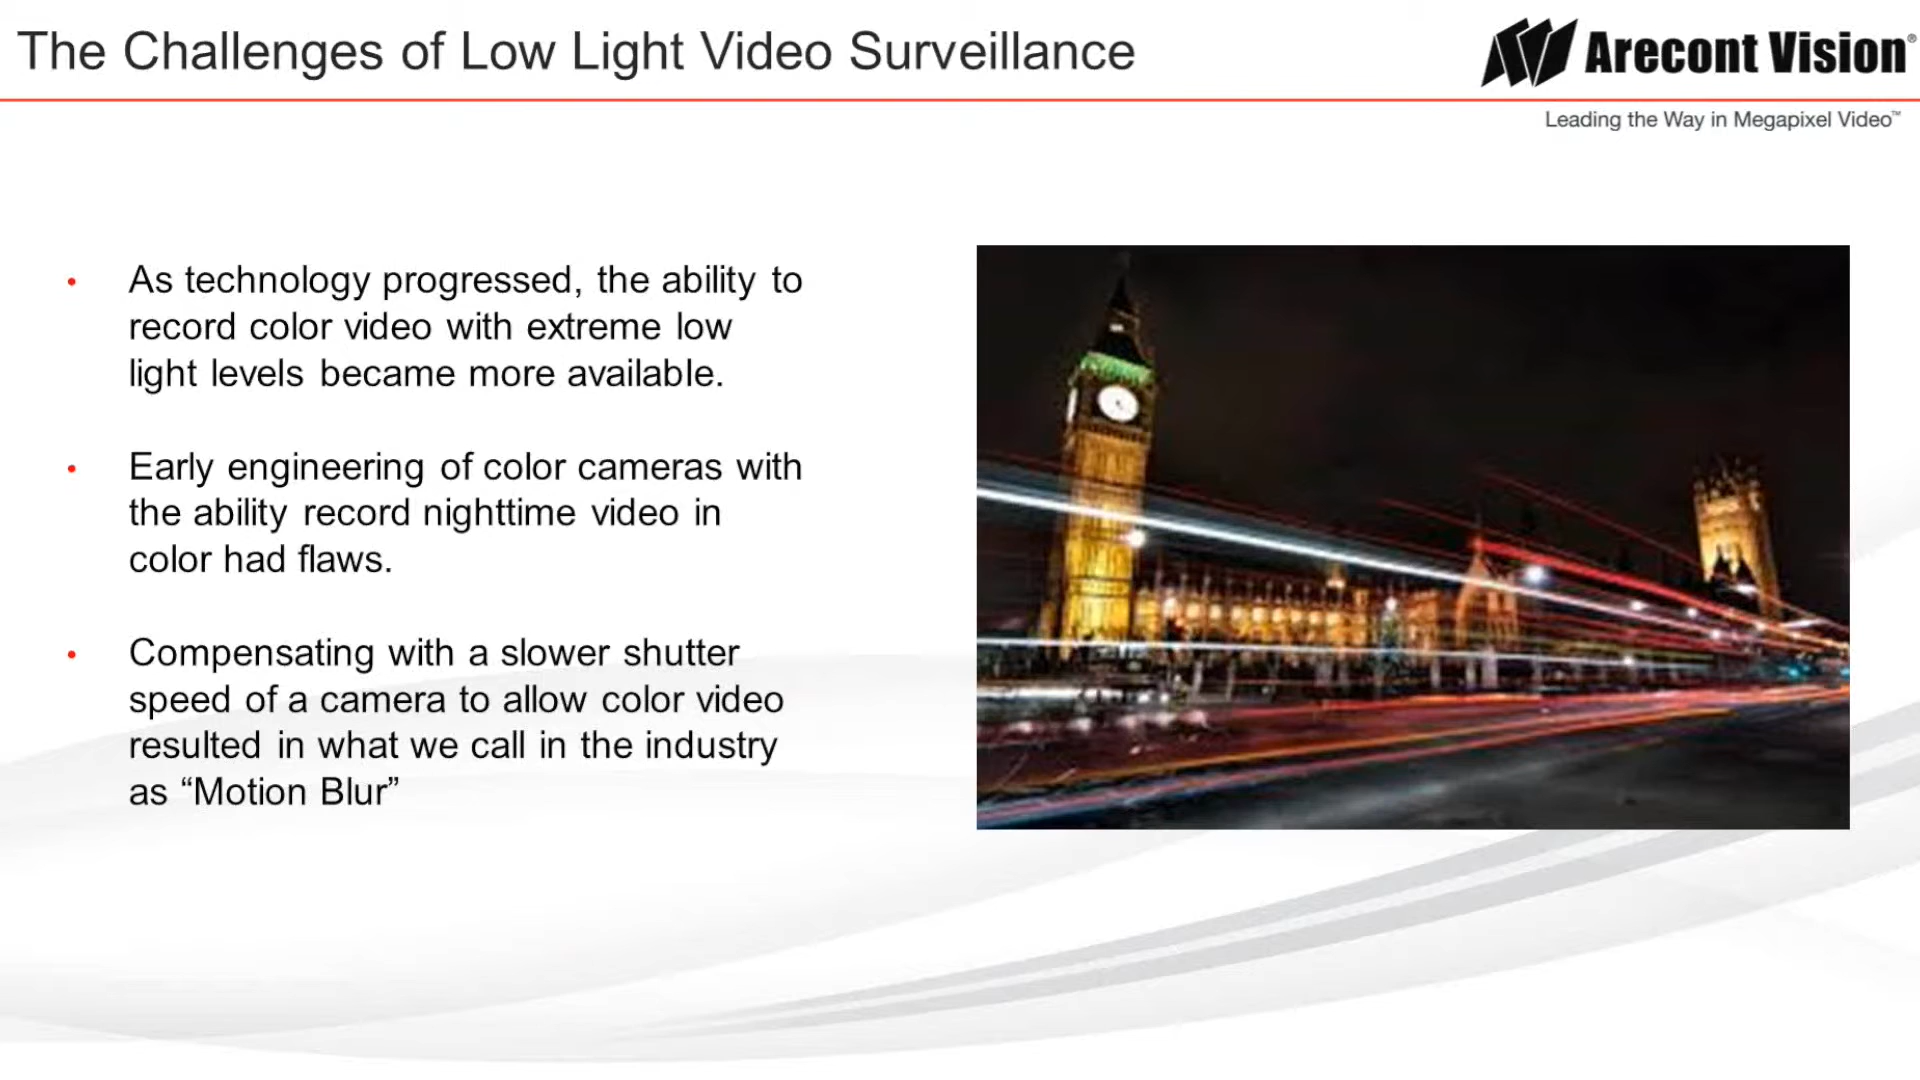 The Challenges of Low Light Video Surveillance
Arecont Vision®
Leading the Way in Megapixel Video™
• As technology progressed, the ability to
record color video with extreme low
light levels became more available.
• Early engineering of color cameras with
the ability record nighttime video in
color had flaws.
• Compensating with a slower shutter
speed of a camera to allow color video
resulted in what we call in the industry
as “Motion Blur”